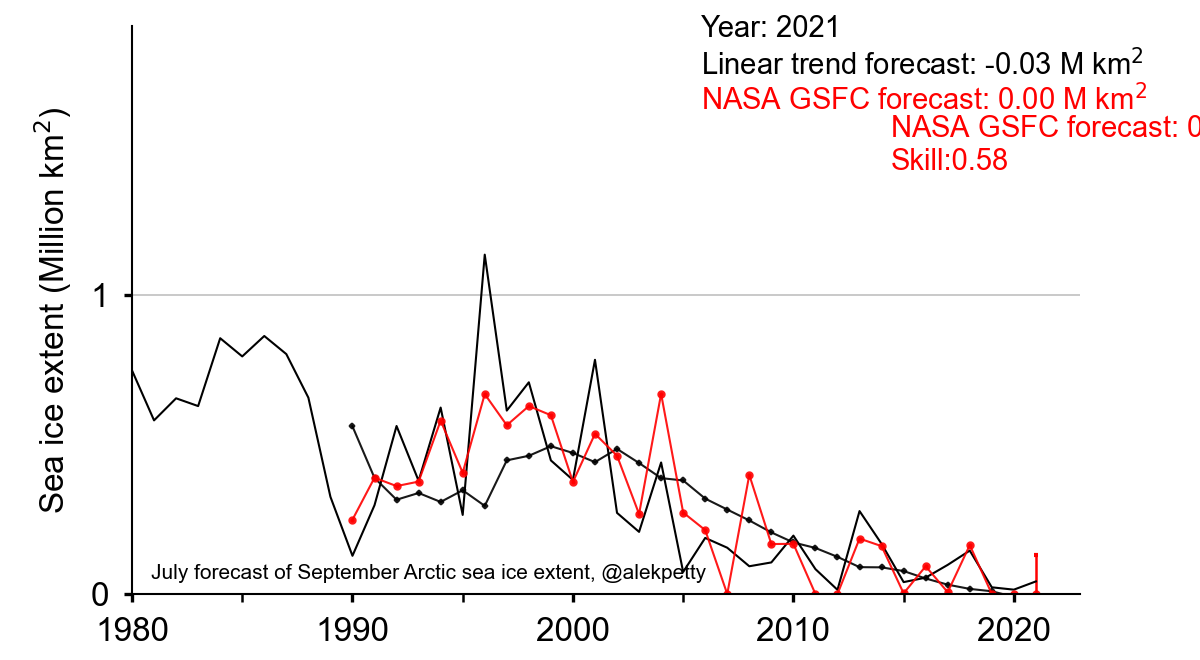 Year: 2021
Linear trend forecast: -0.03 M km²
NASA GSFC forecast: 0.00 M km²
NASA GSFC forecast: 0
Skill:0.58
Sea ice extent (Million km²)
1
0
July forecast of September Arctic sea ice extent, @alekpetty
1980 1990 2000 2010 2020